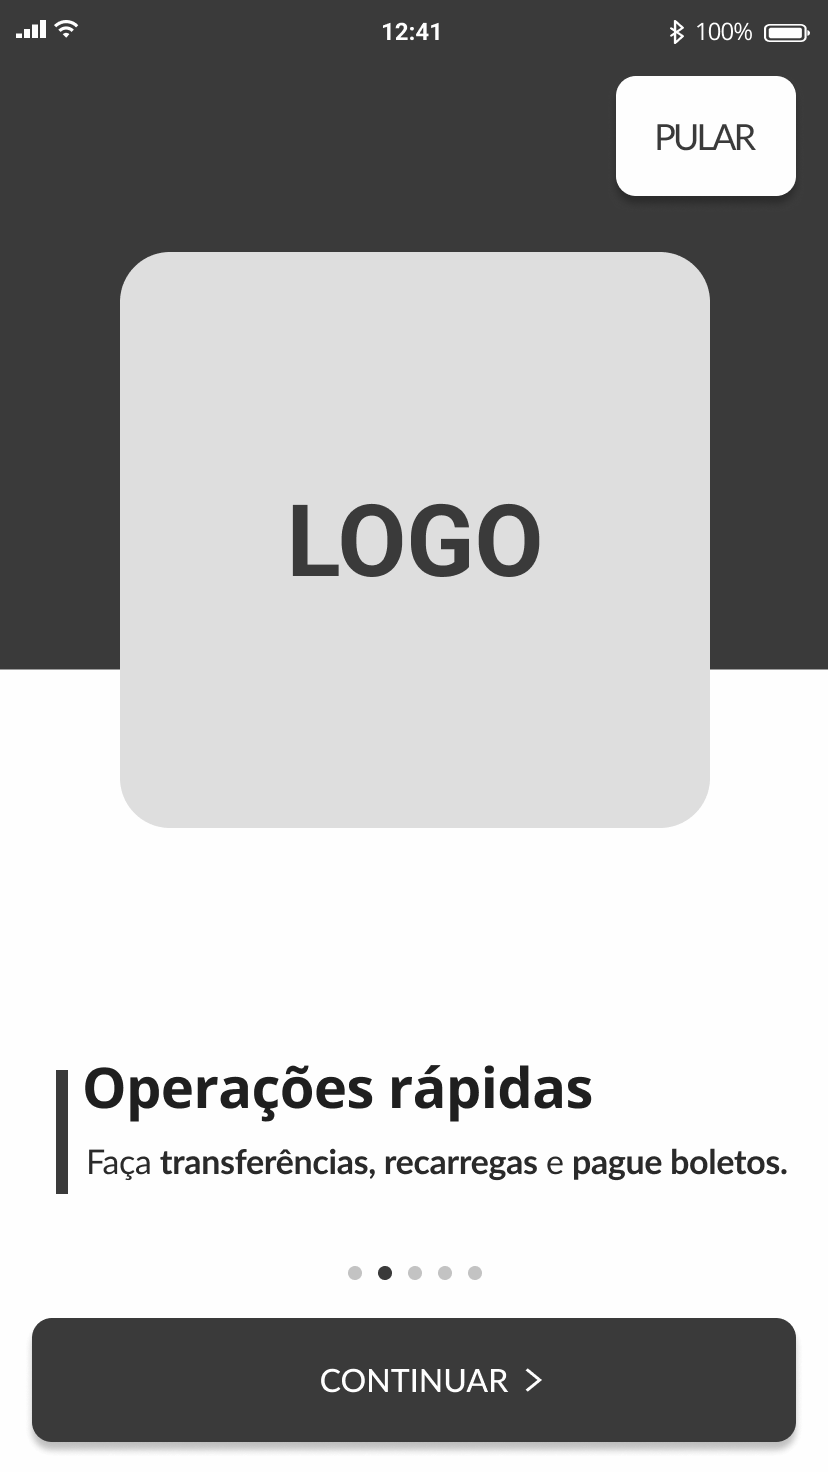 12:41
100%
PULAR
LOGO
Operações rápidas
Faça transferências, recarregas e pague boletos.
CONTINUAR >